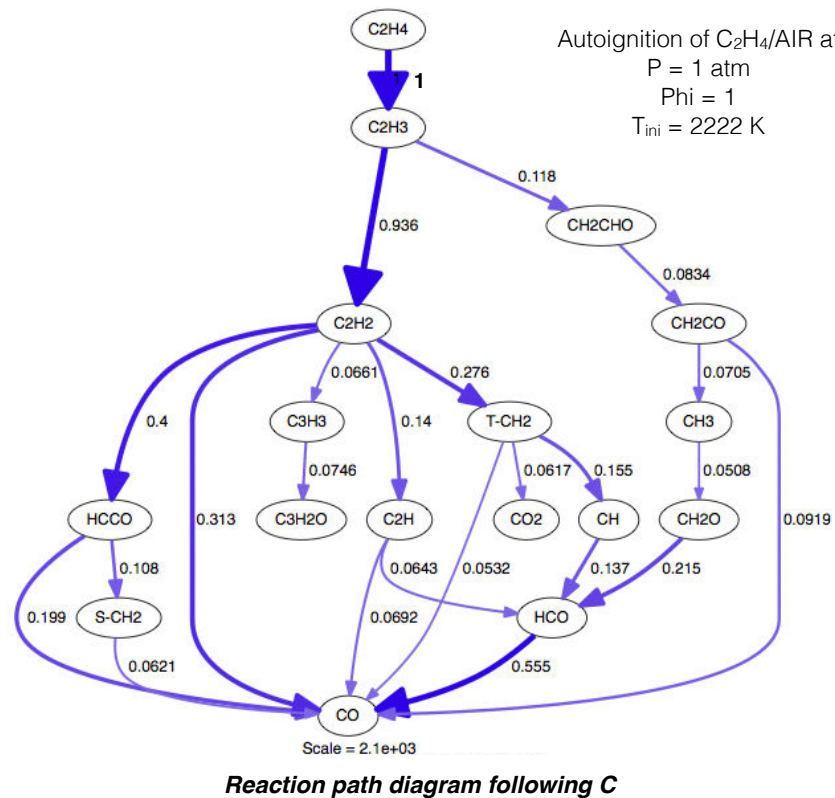 C2H4
Autoignition of C₂H₄/AIR at
P = 1 atm
Phi = 1
T_ini = 2222 K
1
1
C2H3
0.118
CH2CHO
0.936
0.0834
C2H2
CH2CO
0.0661
0.276
0.0705
0.4
C3H3
0.14
T-CH2
CH3
0.0746
0.0617
0.155
0.0508
HCCO
0.313
C3H2O
C2H
CO2
CH
CH2O
0.0919
0.108
0.0643
0.0532
0.137
0.215
0.199
S-CH2
0.0692
HCO
0.0621
0.555
CO
Scale = 2.1e+03
Reaction path diagram following C